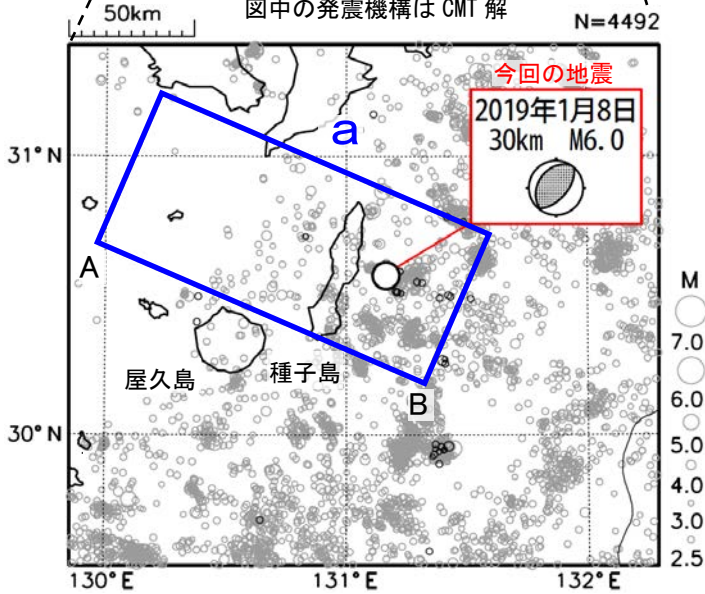 図中の発震機構は CMT 解
50km
N=4492
今回の地震
2019年1月8日
30km M6.0
a
31°N
A
屋久島
種子島
B
30°N
M
7.0
6.0
5.0
4.0
3.0
2.5
130°E
131°E
132°E